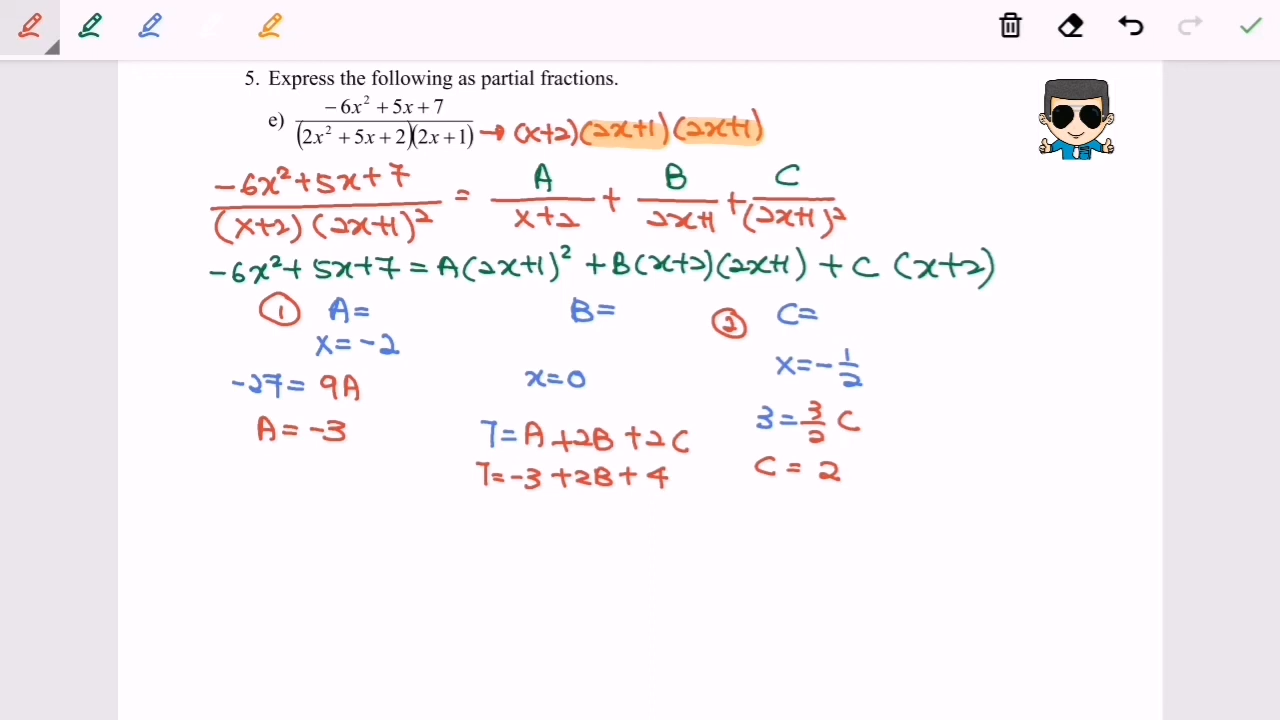 5. Express the following as partial fractions.
e) (-6x² + 5x + 7)/((2x² + 5x + 2)(2x + 1)) → (x+2)(2x+1)(2x+1)
(-6x²+5x+7)/((x+2)(2x+1)²) = A/(x+2) + B/(2x+1) + C/(2x+1)²
-6x²+5x+7 = A(2x+1)² + B(x+2)(2x+1) + C(x+2)
① A= B= ② C=
x=-2 x=0 x=-1/2
-27= 9A 7=A+2B+2C 3=3/2 C
A=-3 7=-3+2B+4 C=2